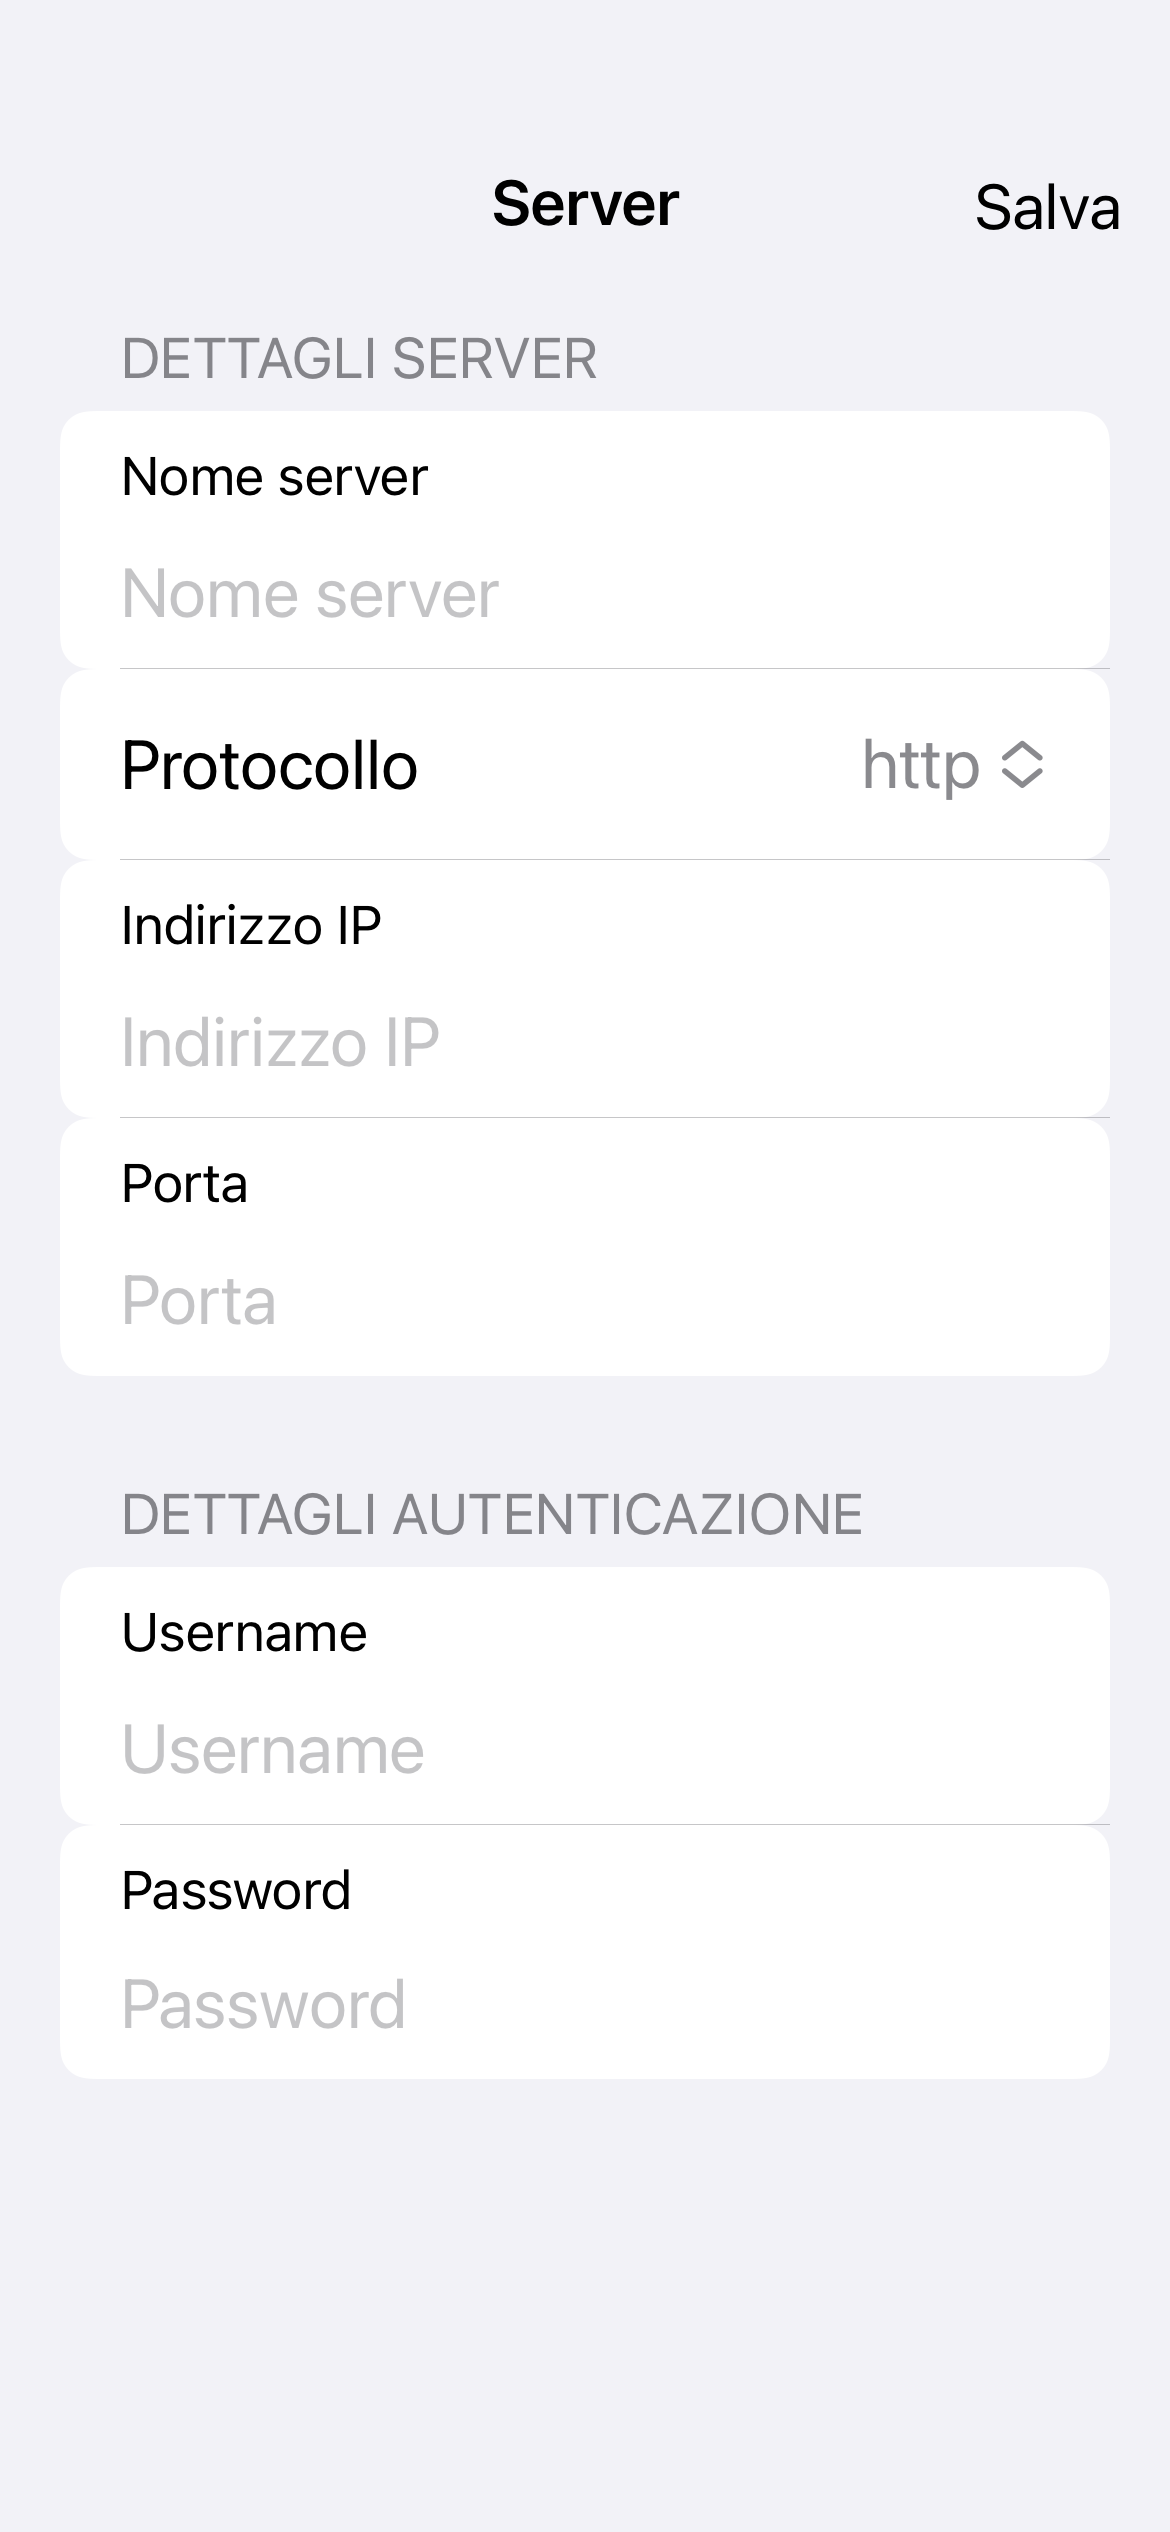 Server
Salva
DETTAGLI SERVER
Nome server
Nome server
Protocollo
http
Indirizzo IP
Indirizzo IP
Porta
Porta
DETTAGLI AUTENTICAZIONE
Username
Username
Password
Password